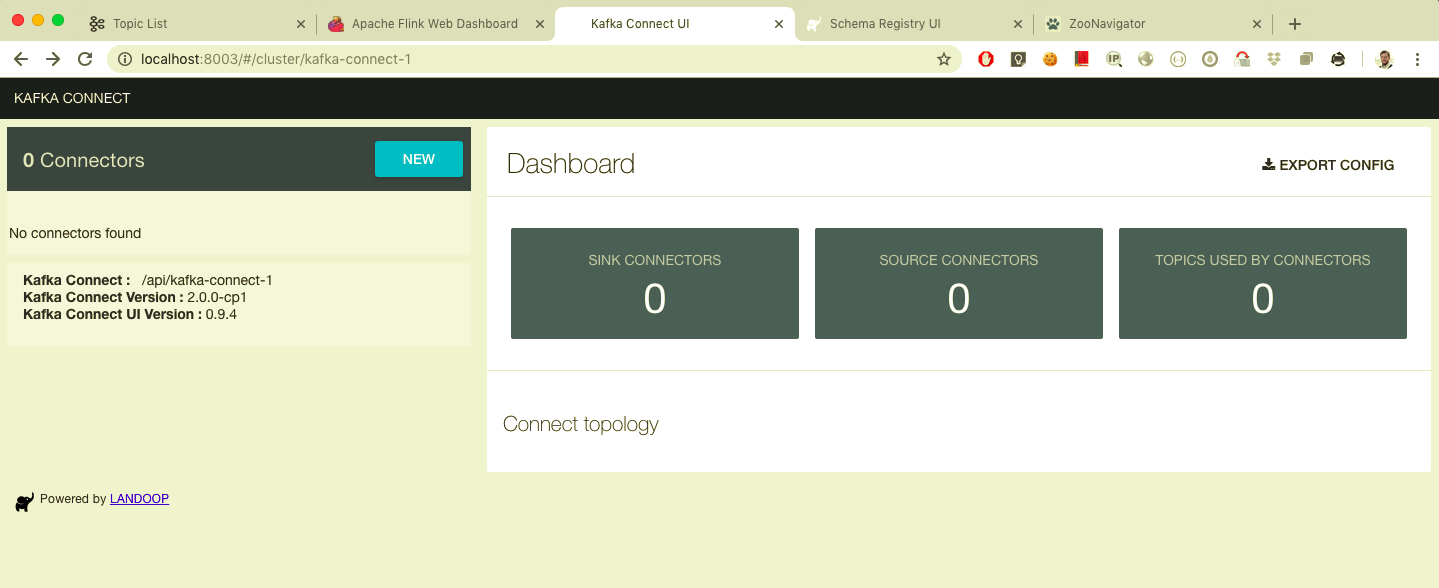 Topic List
Apache Flink Web Dashboard
Kafka Connect UI
Schema Registry UI
ZooNavigator
localhost:8003/#/cluster/kafka-connect-1
IP
KAFKA CONNECT
0 Connectors
NEW
No connectors found
Kafka Connect : /api/kafka-connect-1
Kafka Connect Version : 2.0.0-cp1
Kafka Connect UI Version : 0.9.4
Dashboard
EXPORT CONFIG
SINK CONNECTORS
0
SOURCE CONNECTORS
0
TOPICS USED BY CONNECTORS
0
Connect topology
Powered by LANDOOP